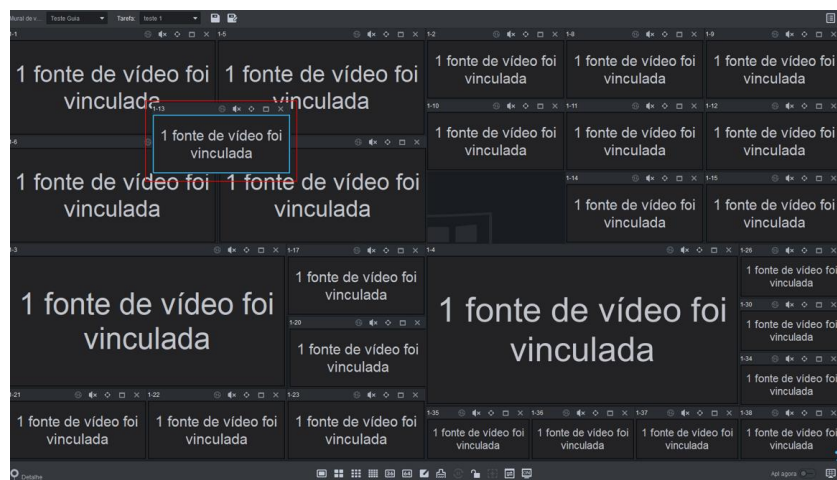 Mural de v... Teste Guia Tarefa: teste 1
1-1 1-5 1-2 1-8 1-9
1 fonte de vídeo foi
vinculada
1 fonte de vídeo foi
vinculada
1 fonte de vídeo foi
vinculada
1 fonte de vídeo foi
vinculada
1 fonte de vídeo foi
vinculada
1-13
1 fonte de vídeo foi
vinculada
1-10 1-11 1-12
1 fonte de vídeo foi
vinculada
1 fonte de vídeo foi
vinculada
1 fonte de vídeo foi
vinculada
1-6
1 fonte de vídeo foi
vinculada
1 fonte de vídeo foi
vinculada
1-14 1-15
1 fonte de vídeo foi
vinculada
1 fonte de vídeo foi
vinculada
1-3 1-17 1-4 1-26
1 fonte de vídeo foi
vinculada
1 fonte de vídeo foi
vinculada
1 fonte de vídeo foi
vinculada
1 fonte de vídeo foi
vinculada
1-20
1 fonte de vídeo foi
vinculada
1-30
1 fonte de vídeo foi
vinculada
1-34
1 fonte de vídeo foi
vinculada
1-21 1-22 1-23
1 fonte de vídeo foi
vinculada
1 fonte de vídeo foi
vinculada
1 fonte de vídeo foi
vinculada
1-35 1-36 1-37 1-38
1 fonte de vídeo foi
vinculada
1 fonte de vídeo foi
vinculada
1 fonte de vídeo foi
vinculada
1 fonte de vídeo foi
vinculada
Detalhe Apl agora